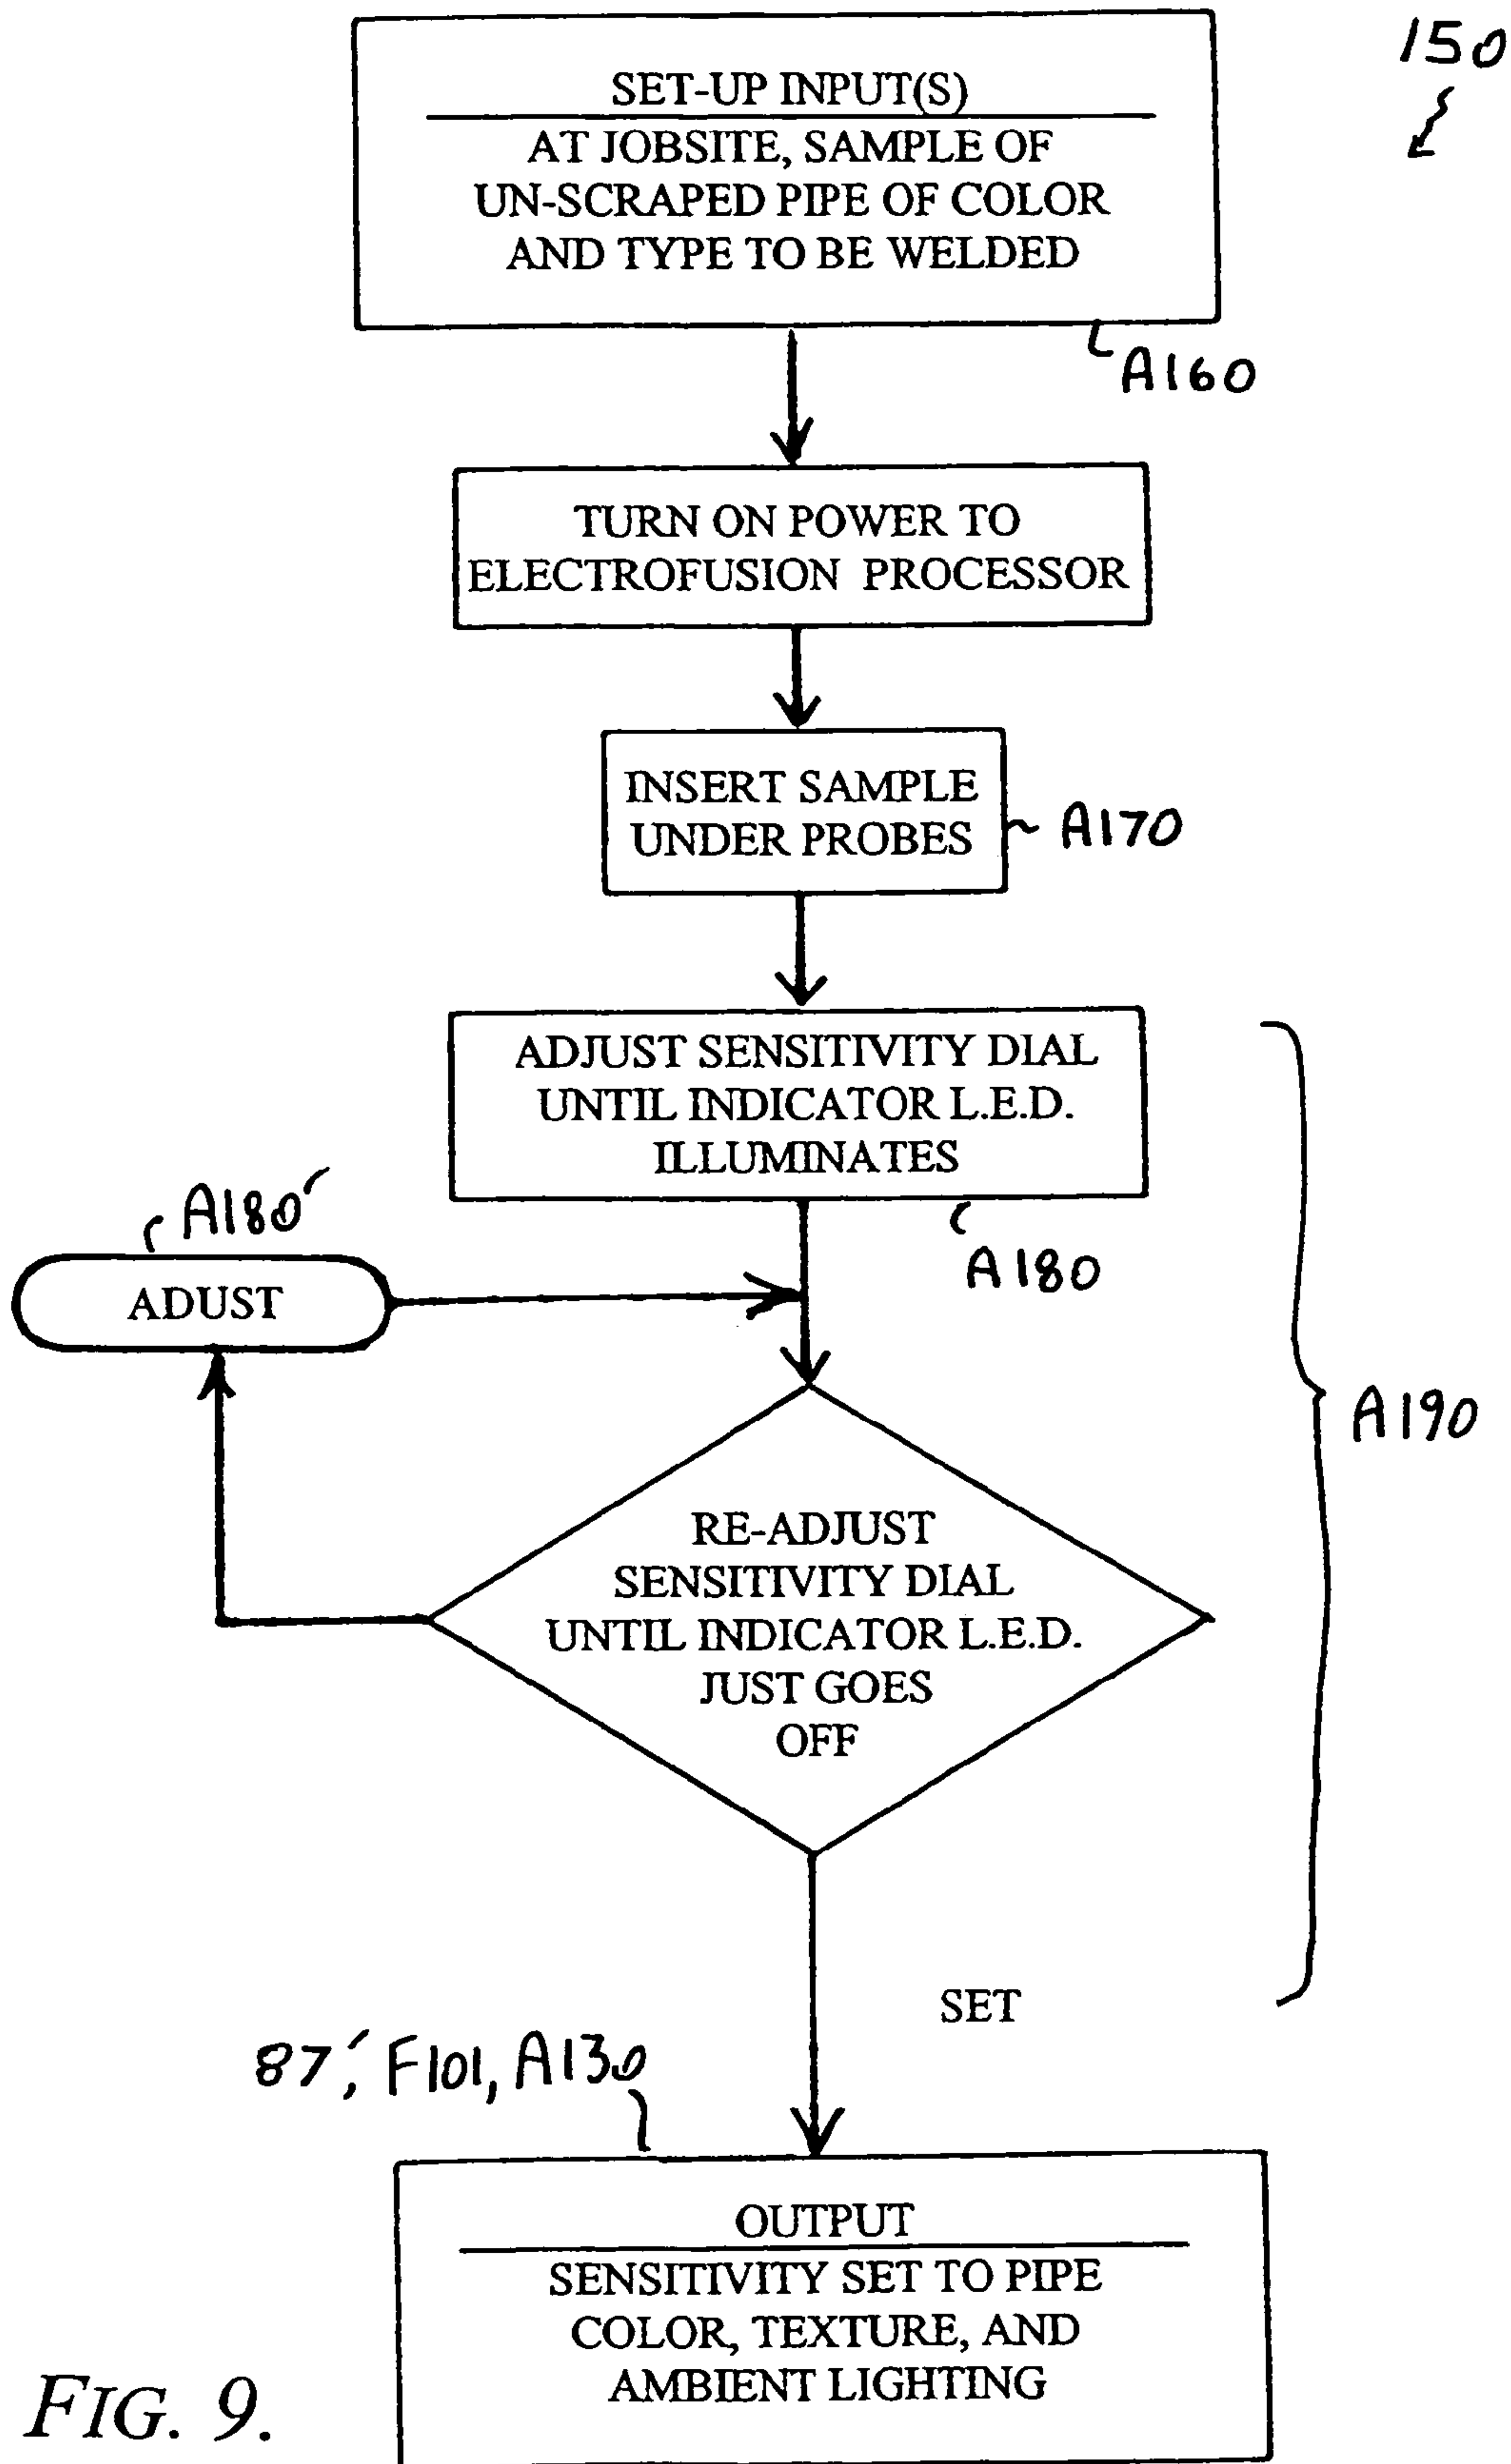 150
SET-UP INPUT(S)
AT JOBSITE, SAMPLE OF
UN-SCRAPED PIPE OF COLOR
AND TYPE TO BE WELDED
A160
TURN ON POWER TO
ELECTROFUSION PROCESSOR
INSERT SAMPLE
UNDER PROBES
A170
ADJUST SENSITIVITY DIAL
UNTIL INDICATOR L.E.D.
ILLUMINATES
A180
A180'
ADUST
A190
RE-ADJUST
SENSITIVITY DIAL
UNTIL INDICATOR L.E.D.
JUST GOES
OFF
SET
87', F101, A130
OUTPUT
SENSITIVITY SET TO PIPE
COLOR, TEXTURE, AND
AMBIENT LIGHTING
FIG. 9.